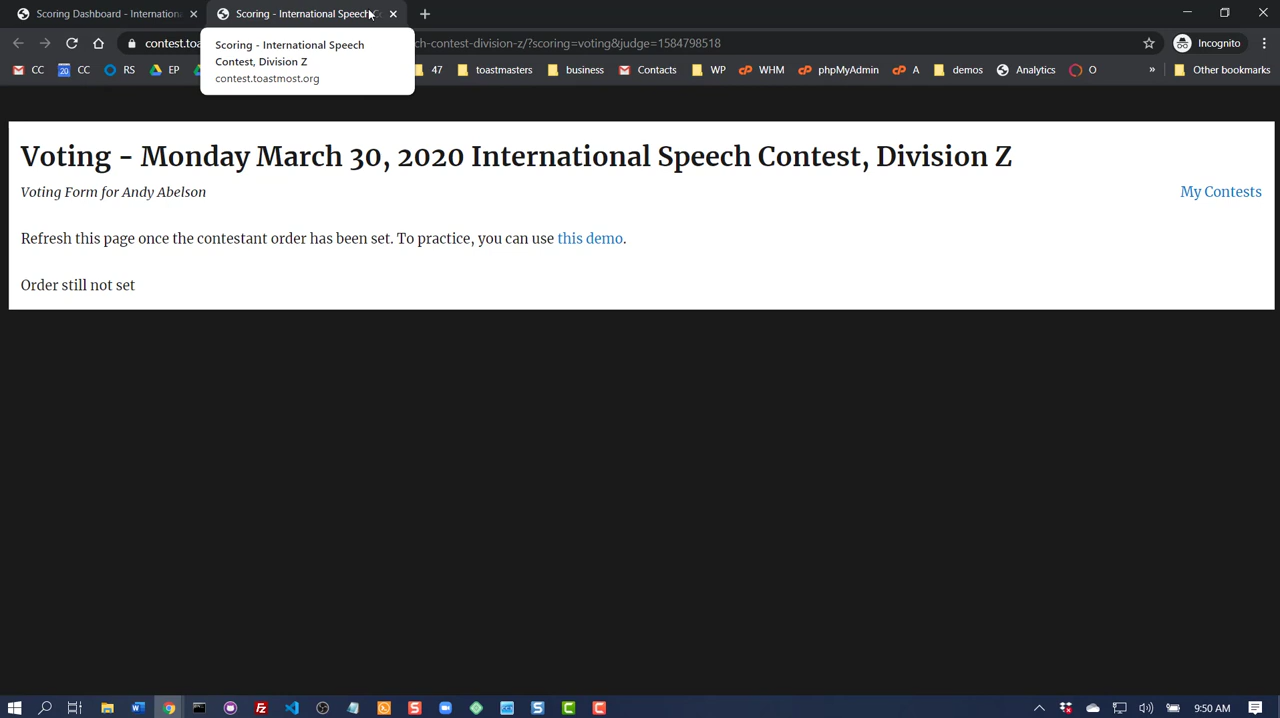 Scoring Dashboard - Internation
Scoring - International Speech C
contest.toa
ch-contest-division-z/?scoring=voting&judge=1584798518
Incognito
Scoring - International Speech
Contest, Division Z
contest.toastmost.org
CC
CC
RS
EP
47
toastmasters
business
Contacts
WP
WHM
phpMyAdmin
A
demos
Analytics
O
»
Other bookmarks
Voting - Monday March 30, 2020 International Speech Contest, Division Z
Voting Form for Andy Abelson
My Contests
Refresh this page once the contestant order has been set. To practice, you can use this demo.
Order still not set
9:50 AM